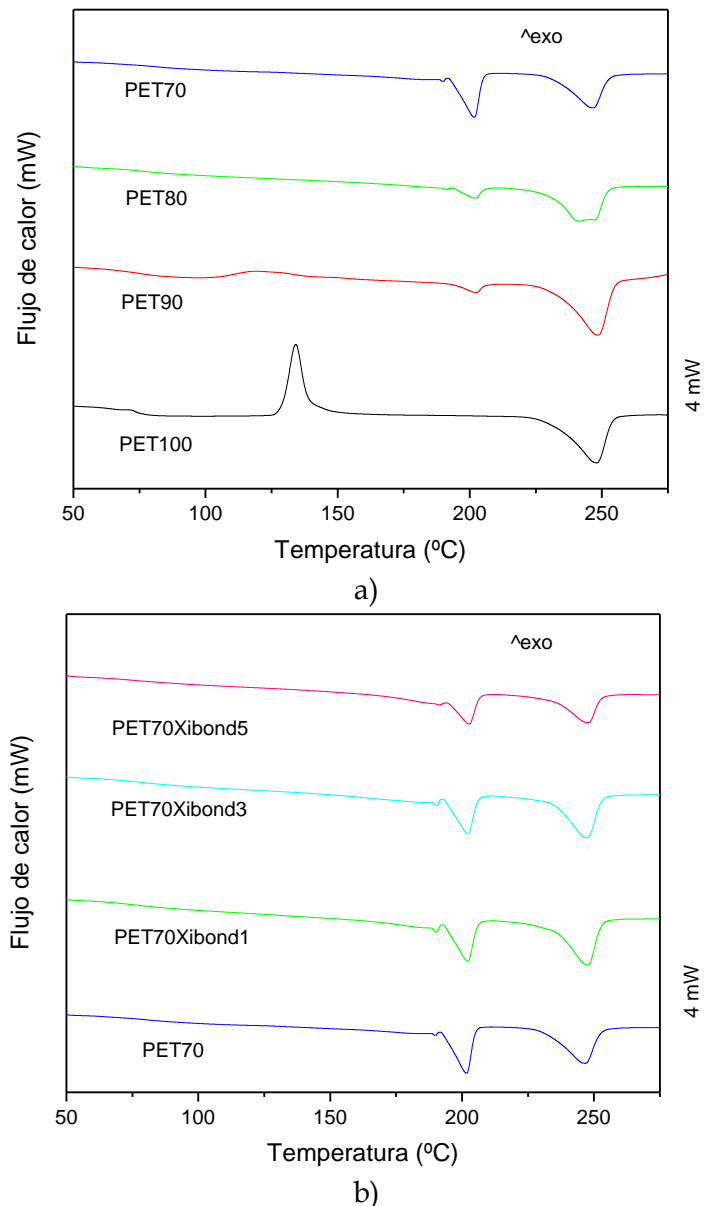 ^exo
PET70
PET80
PET90
PET100
Flujo de calor (mW)
4 mW
50 100 150 200 250
Temperatura (ºC)
a)
^exo
PET70Xibond5
PET70Xibond3
PET70Xibond1
PET70
Flujo de calor (mW)
4 mW
50 100 150 200 250
Temperatura (ºC)
b)